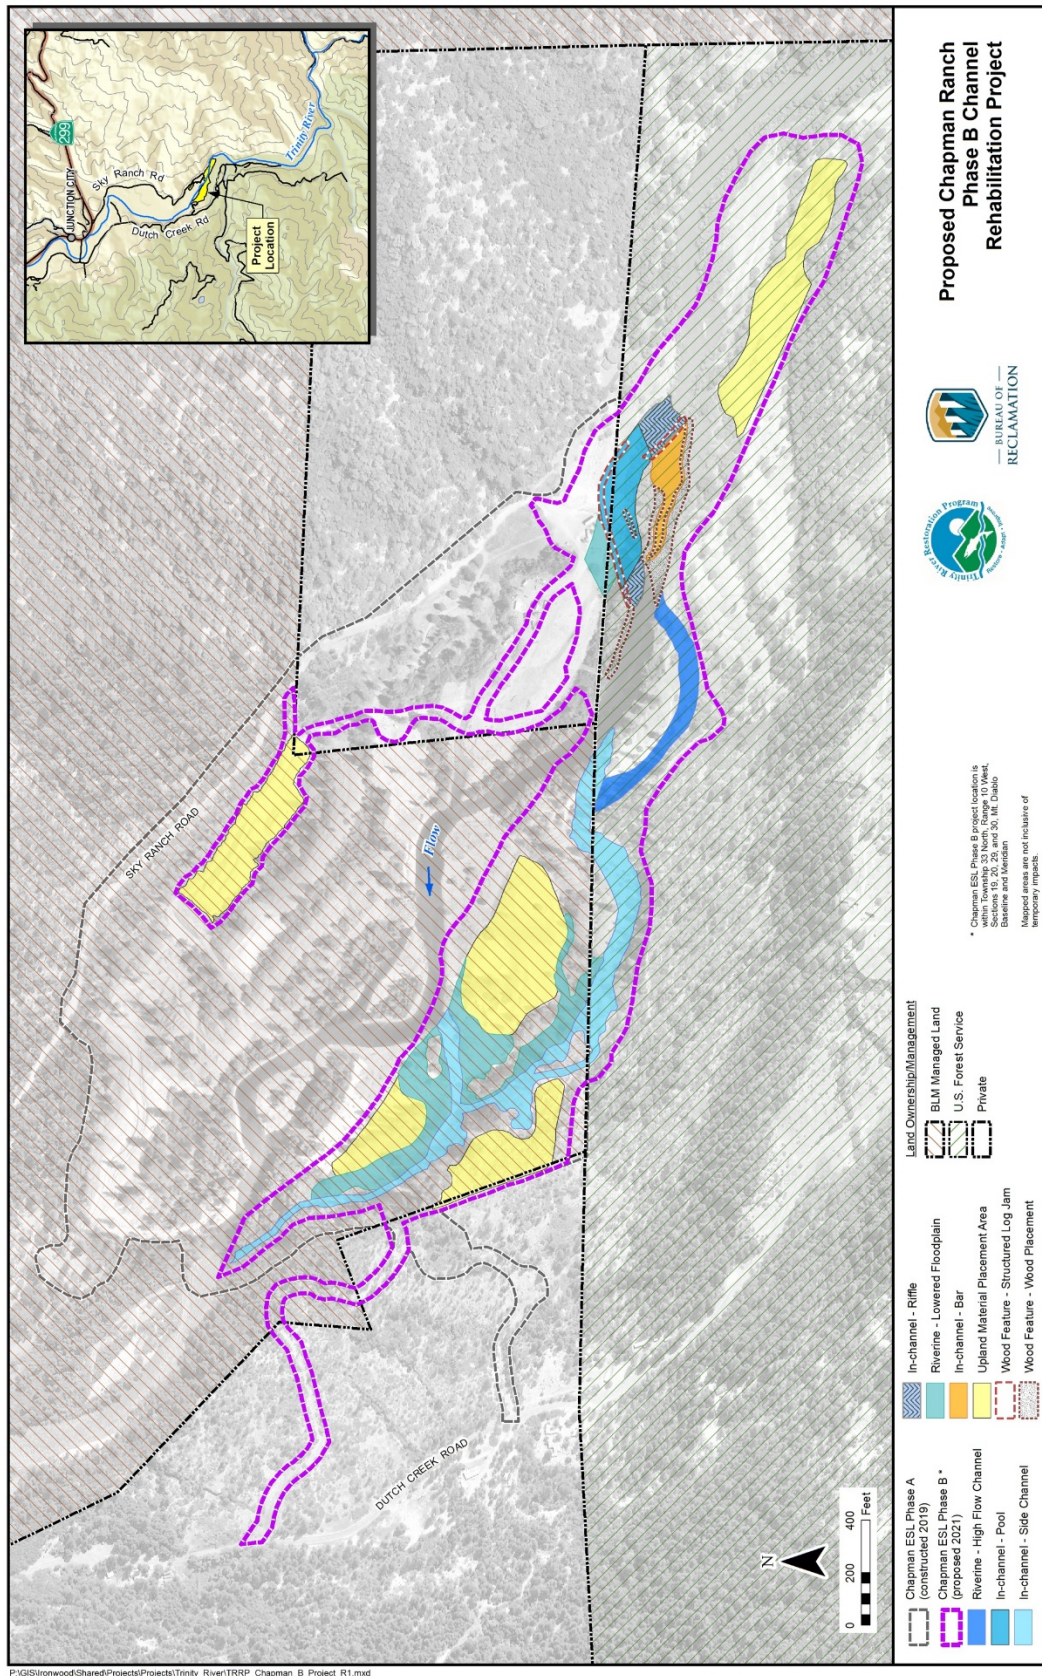 299
JUNCTION CITY
Sky Ranch Rd
Dutch Creek Rd
Trinity River
Project
Location
SKY RANCH ROAD
Flow
DUTCH CREEK ROAD
N
0 200 400
Feet
Chapman ESL Phase A
(constructed 2019)
Chapman ESL Phase B *
(proposed 2021)
Riverine - High Flow Channel
In-channel - Pool
In-channel - Side Channel
In-channel - Riffle
Riverine - Lowered Floodplain
In-channel - Bar
Upland Material Placement Area
Wood Feature - Structured Log Jam
Wood Feature - Wood Placement
Land Ownership/Management
BLM Managed Land
U.S. Forest Service
Private
* Chapman ESL Phase B project location is
within Township 33 North, Range 10 West,
Sections 19, 20, 29, and 30, Mt. Diablo
Baseline and Meridian
Mapped areas are not inclusive of
temporary impacts.
Trinity River Restoration Program
BUREAU OF
RECLAMATION
Proposed Chapman Ranch
Phase B Channel
Rehabilitation Project
P:\GIS\Ironwood\Shared\Projects\Projects\Trinity_River\TRRP_Chapman_B_Project_R1.mxd